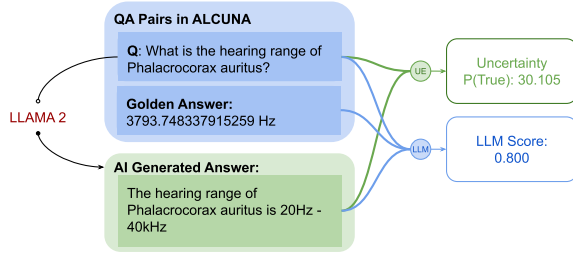 QA Pairs in ALCUNA
Q: What is the hearing range of
Phalacrocorax auritus?
Golden Answer:
3793.748337915259 Hz
LLAMA 2
AI Generated Answer:
The hearing range of
Phalacrocorax auritus is 20Hz -
40kHz
UE
Uncertainty
P(True): 30.105
LLM
LLM Score:
0.800